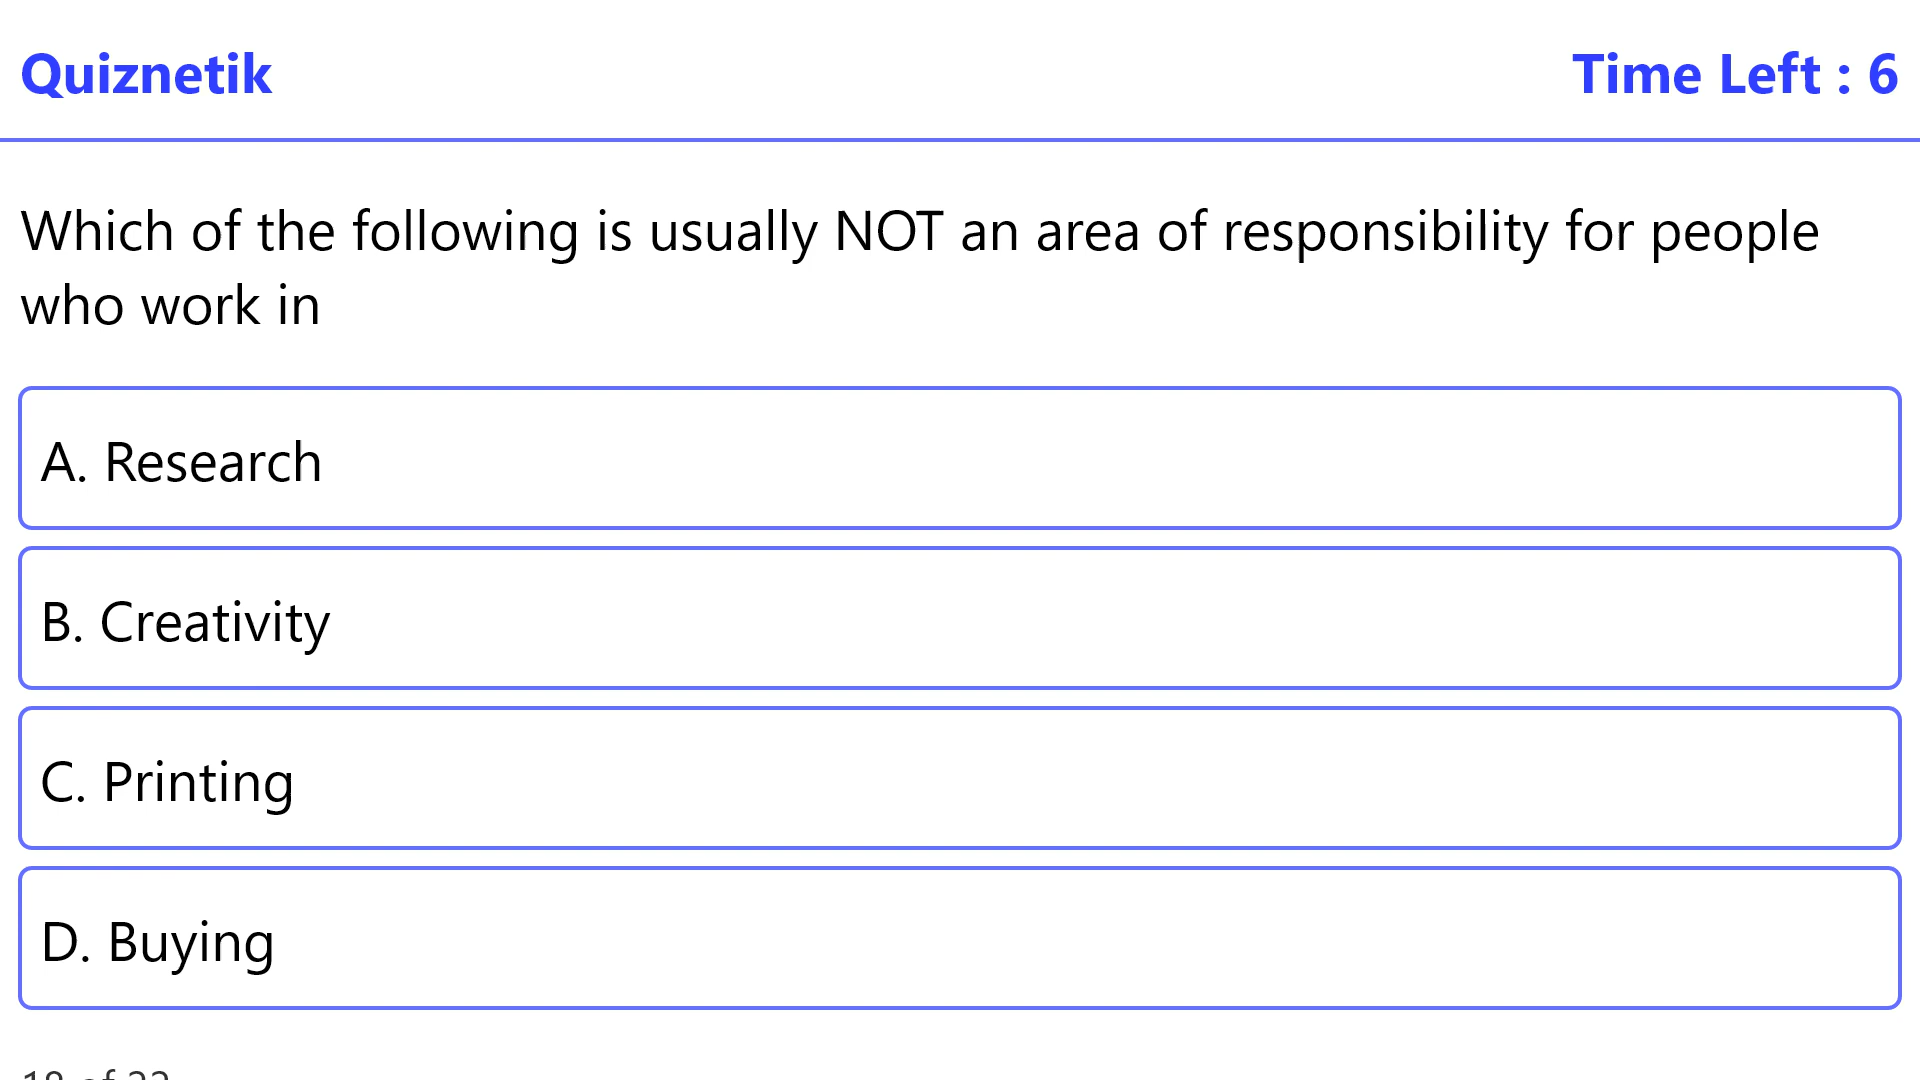 Quiznetik
Time Left : 6
Which of the following is usually NOT an area of responsibility for people
who work in
A. Research
B. Creativity
C. Printing
D. Buying